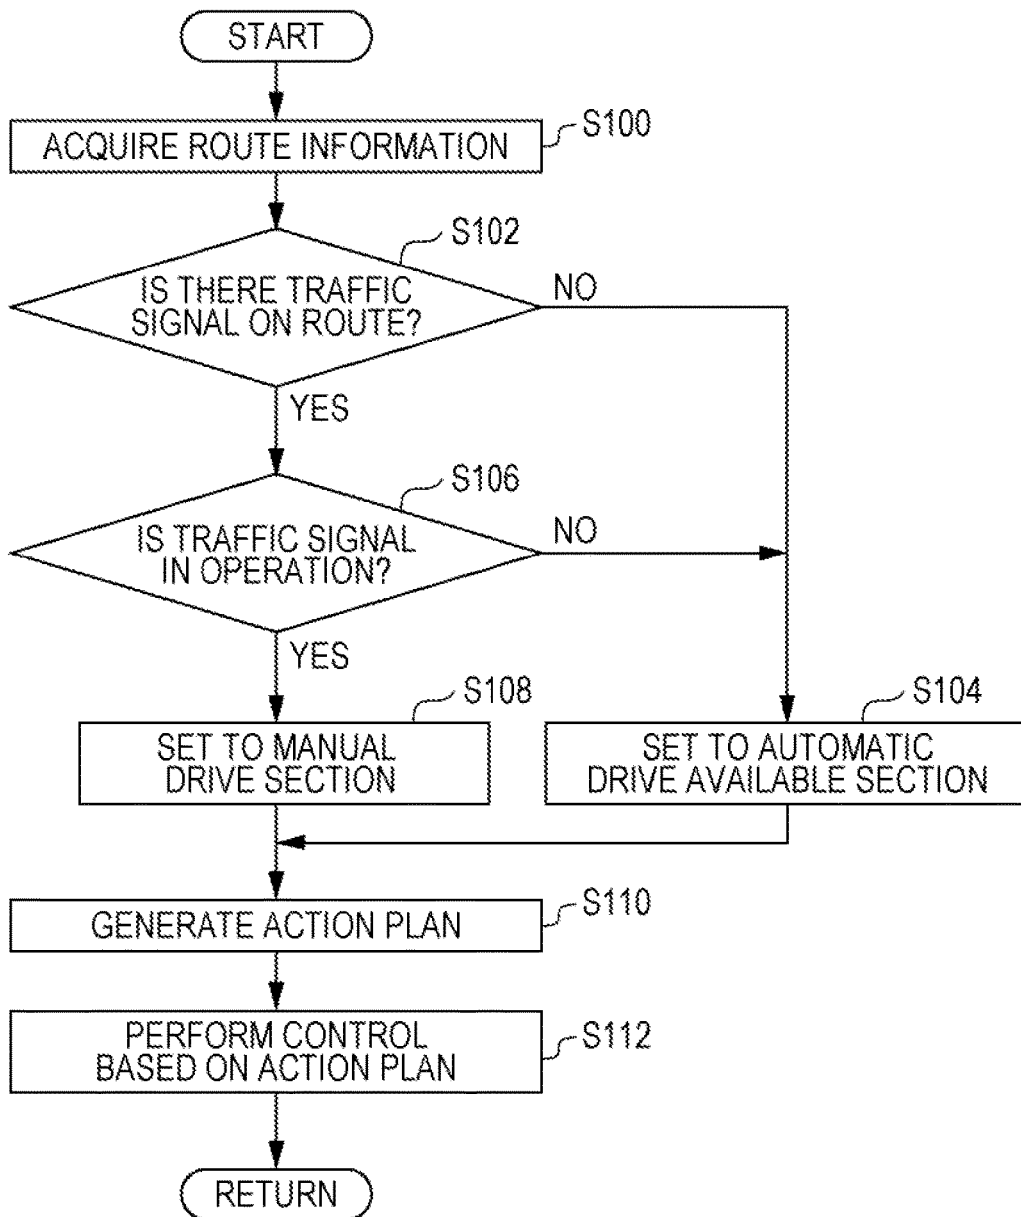 START
ACQUIRE ROUTE INFORMATION
S100
S102
IS THERE TRAFFIC
SIGNAL ON ROUTE?
NO
YES
S106
IS TRAFFIC SIGNAL
IN OPERATION?
NO
YES
S108
SET TO MANUAL
DRIVE SECTION
S104
SET TO AUTOMATIC
DRIVE AVAILABLE SECTION
GENERATE ACTION PLAN
S110
PERFORM CONTROL
BASED ON ACTION PLAN
S112
RETURN